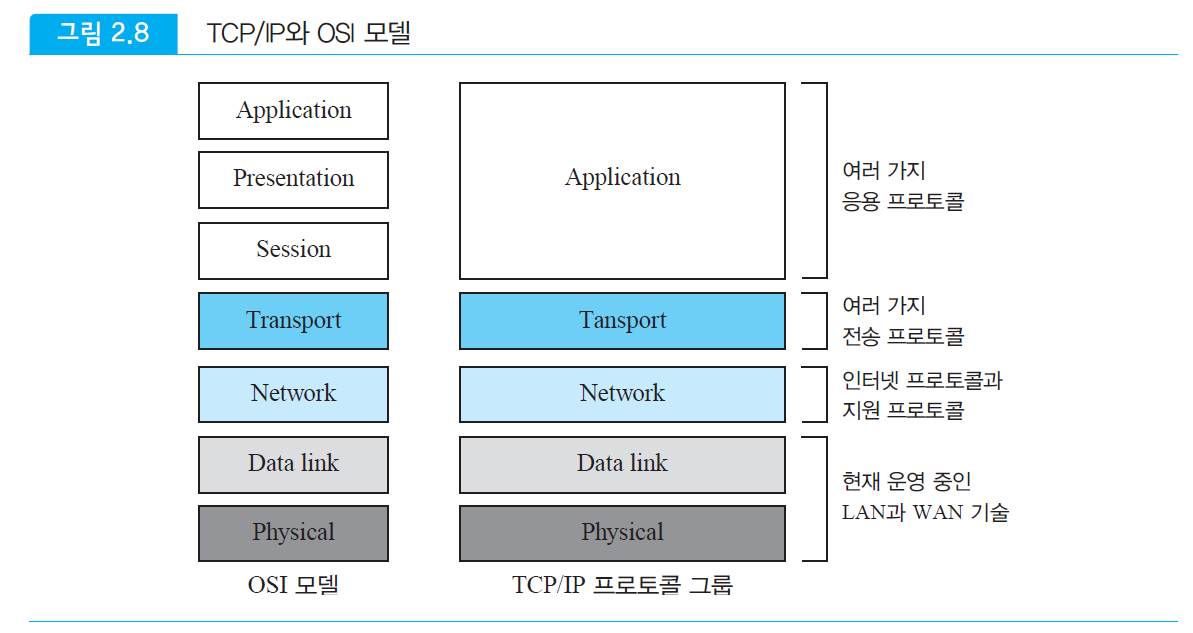 그림 2.8
TCP/IP와 OSI 모델
Application
Presentation
Session
Transport
Network
Data link
Physical
OSI 모델
Application
Tansport
Network
Data link
Physical
TCP/IP 프로토콜 그룹
여러 가지
응용 프로토콜
여러 가지
전송 프로토콜
인터넷 프로토콜과
지원 프로토콜
현재 운영 중인
LAN과 WAN 기술